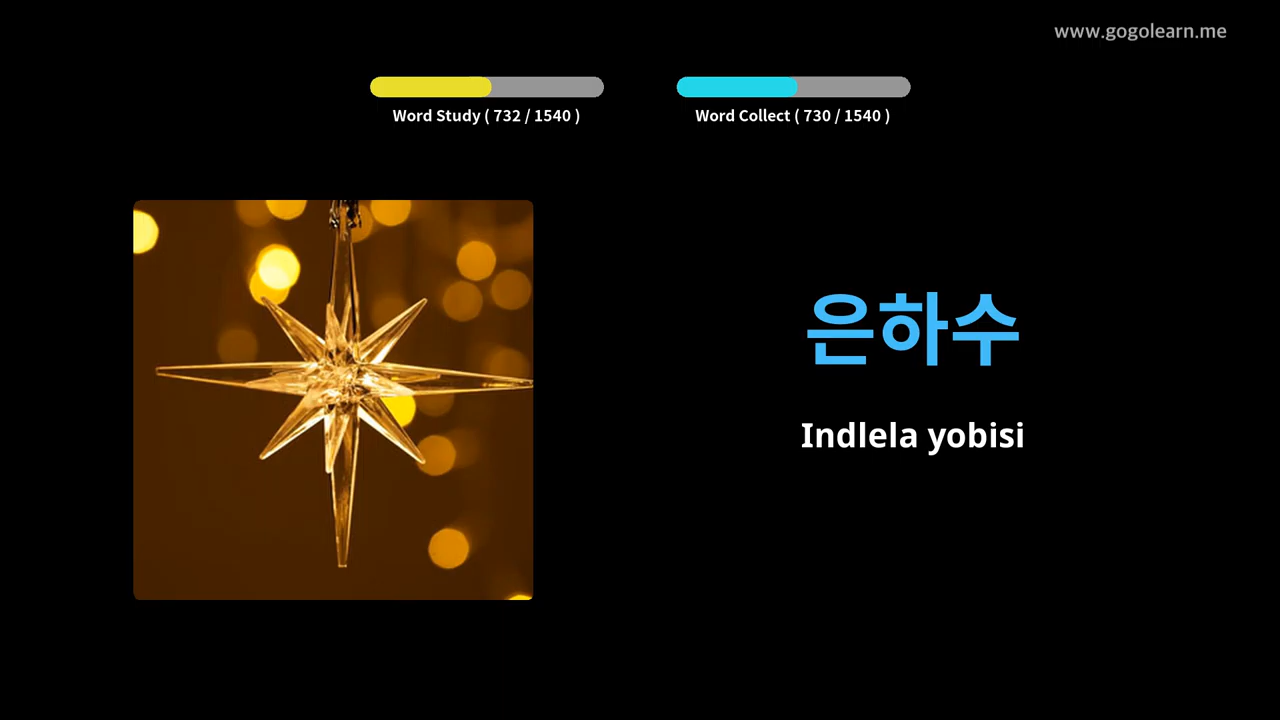 www.gogolearn.me
Word Study ( 732 / 1540 )
Word Collect ( 730 / 1540 )
은하수
Indlela yobisi